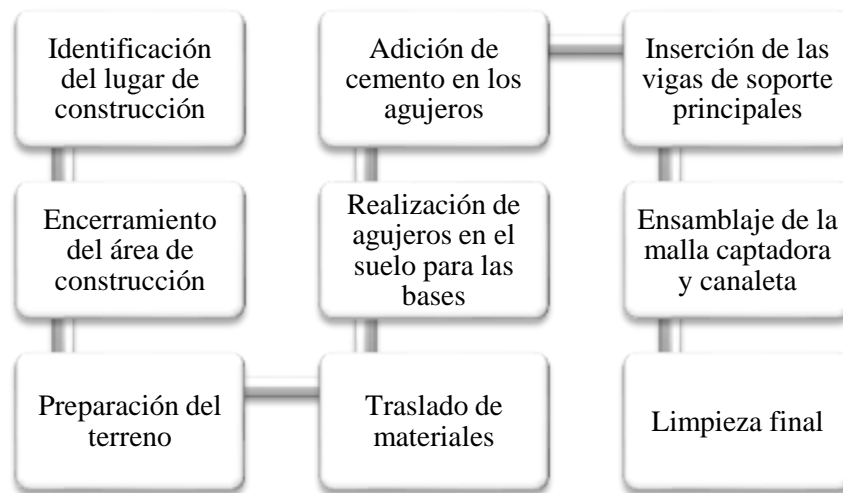 Identificación
del lugar de
construcción
Encerramiento
del área de
construcción
Preparación del
terreno
Traslado de
materiales
Realización de
agujeros en el
suelo para las
bases
Adición de
cemento en los
agujeros
Inserción de las
vigas de soporte
principales
Ensamblaje de la
malla captadora
y canaleta
Limpieza final